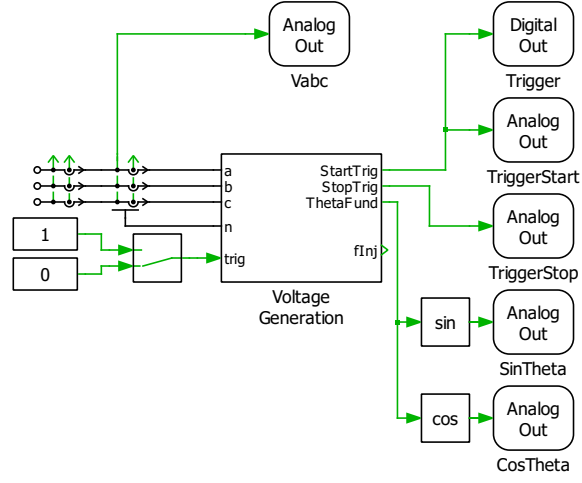 Analog
Out
Vabc
Digital
Out
Trigger
Analog
Out
TriggerStart
a
b
c
n
trig
StartTrig
StopTrig
ThetaFund
fInj
Voltage
Generation
1
0
Analog
Out
TriggerStop
sin
Analog
Out
SinTheta
cos
Analog
Out
CosTheta